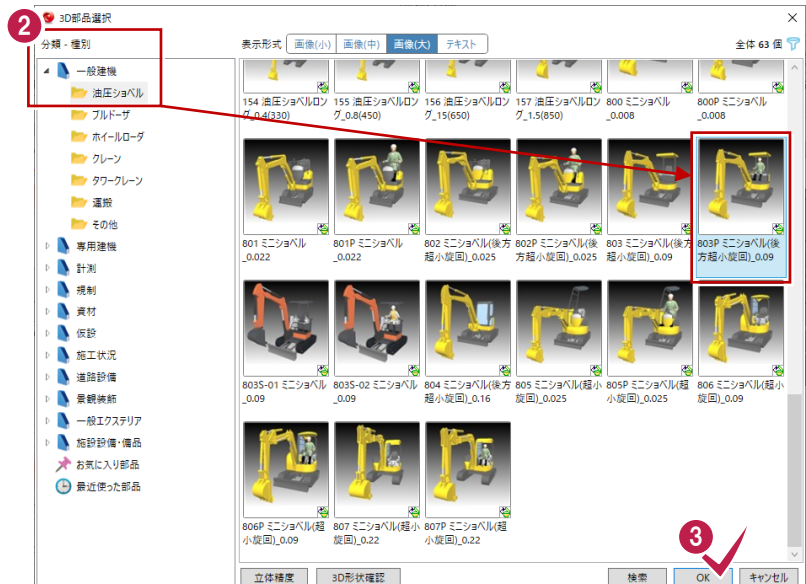 2
3D部品選択
分類 - 種別
表示形式 画像(小) 画像(中) 画像(大) テキスト
全体 63 個
一般建機
油圧ショベル
ブルドーザ
ホイールローダ
クレーン
タワークレーン
運搬
その他
専用建機
計測
規制
資材
仮設
施工状況
道路設備
景観装飾
一般エクステリア
施設設備・備品
お気に入り部品
最近使った部品
154 油圧ショベルロング_0.4(330)
155 油圧ショベルロング_0.8(450)
156 油圧ショベルロング_15(650)
157 油圧ショベルロング_1.5(850)
800 ミニショベル_0.008
800P ミニショベル_0.008
801 ミニショベル_0.022
801P ミニショベル_0.022
802 ミニショベル(後方超小旋回)_0.025
802P ミニショベル(後方超小旋回)_0.025
803 ミニショベル(後方超小旋回)_0.09
803P ミニショベル(後方超小旋回)_0.09
803S-01 ミニショベル_0.09
803S-02 ミニショベル_0.09
804 ミニショベル(後方超小旋回)_0.16
805 ミニショベル(超小旋回)_0.025
805P ミニショベル(超小旋回)_0.025
806 ミニショベル(超小旋回)_0.09
806P ミニショベル(超小旋回)_0.09
807 ミニショベル(超小旋回)_0.22
807P ミニショベル(超小旋回)_0.22
3
立体精度 3D形状確認 検索 OK キャンセル